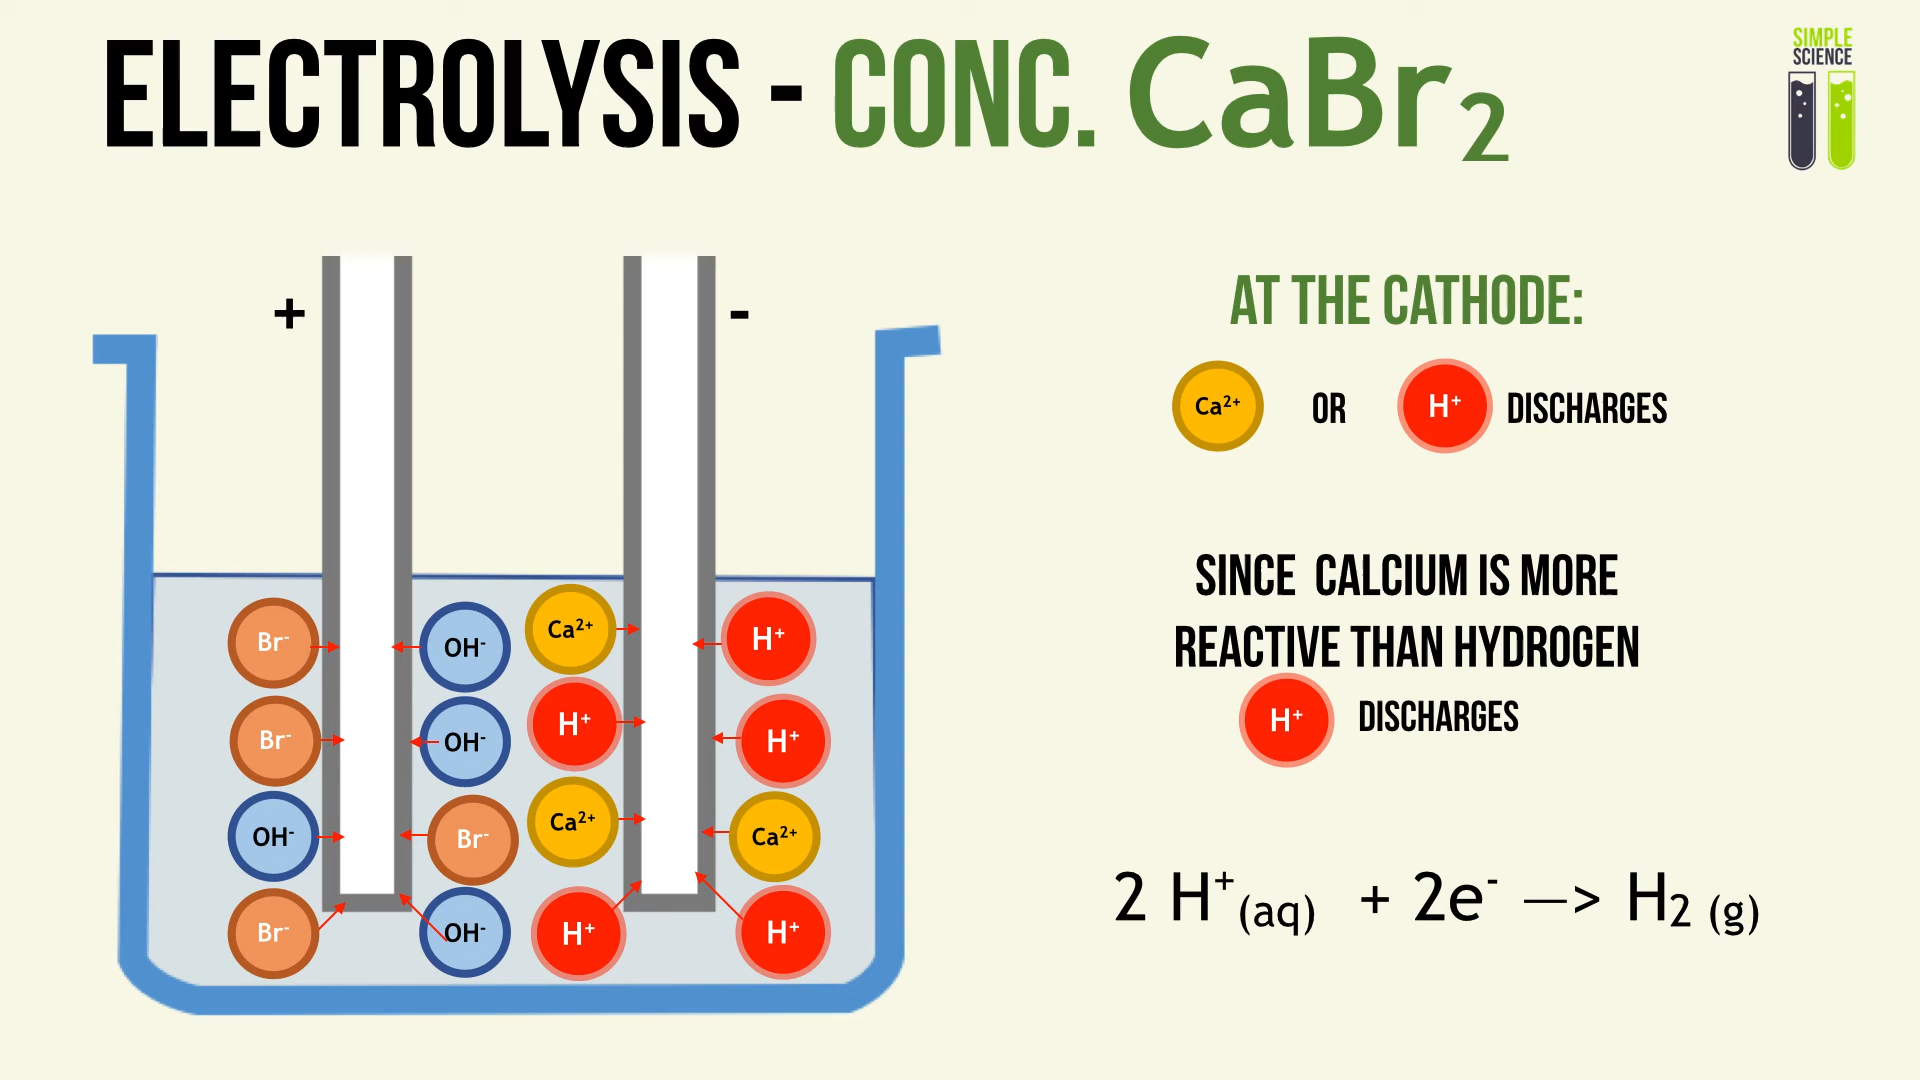 ELECTROLYSIS - CONC. CaBr₂
SIMPLE
SCIENCE
+
-
Br⁻
OH⁻
Ca²⁺
H⁺
Br⁻
OH⁻
H⁺
H⁺
OH⁻
Br⁻
Ca²⁺
Ca²⁺
Br⁻
OH⁻
H⁺
H⁺
AT THE CATHODE:
Ca²⁺ OR H⁺ DISCHARGES
SINCE CALCIUM IS MORE
REACTIVE THAN HYDROGEN
H⁺ DISCHARGES
2 H⁺(aq) + 2e⁻ —> H₂ (g)